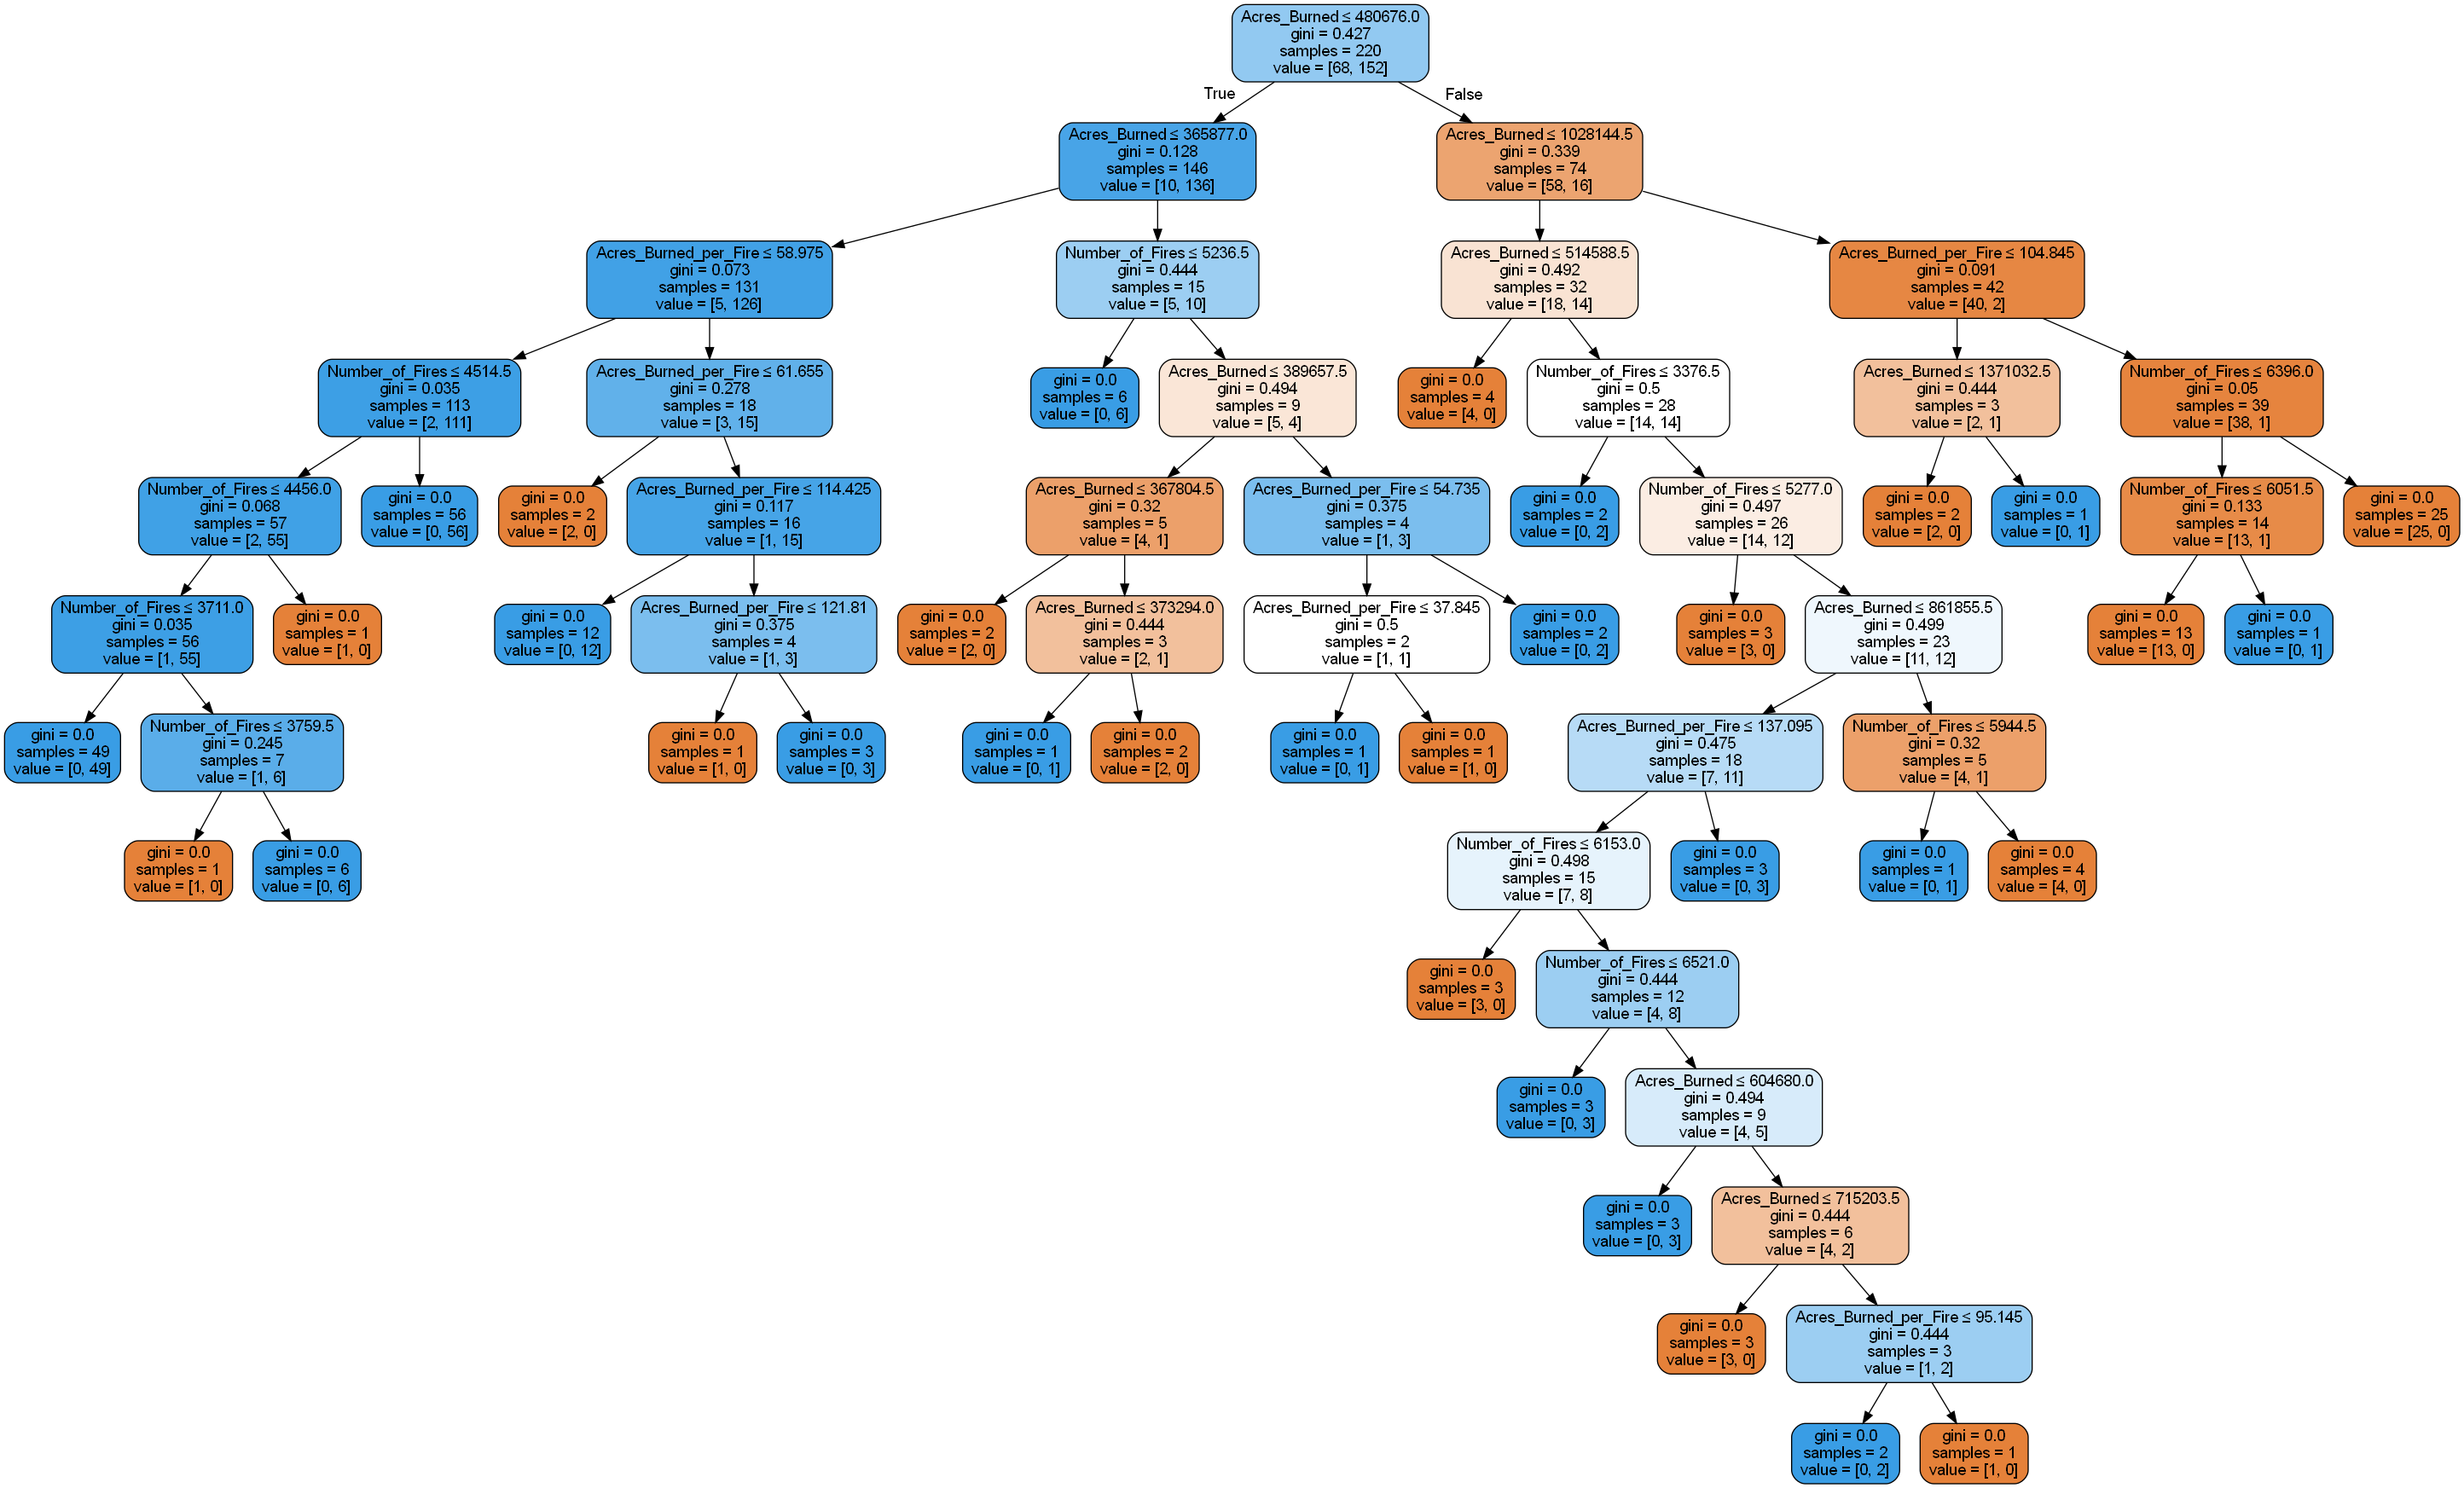 Acres_Burned ≤ 480676.0
gini = 0.427
samples = 220
value = [68, 152]
True
False
Acres_Burned ≤ 365877.0
gini = 0.128
samples = 146
value = [10, 136]
Acres_Burned ≤ 1028144.5
gini = 0.339
samples = 74
value = [58, 16]
Acres_Burned_per_Fire ≤ 58.975
gini = 0.073
samples = 131
value = [5, 126]
Number_of_Fires ≤ 5236.5
gini = 0.444
samples = 15
value = [5, 10]
Acres_Burned ≤ 514588.5
gini = 0.492
samples = 32
value = [18, 14]
Acres_Burned_per_Fire ≤ 104.845
gini = 0.091
samples = 42
value = [40, 2]
Number_of_Fires ≤ 4514.5
gini = 0.035
samples = 113
value = [2, 111]
Acres_Burned_per_Fire ≤ 61.655
gini = 0.278
samples = 18
value = [3, 15]
gini = 0.0
samples = 6
value = [0, 6]
Acres_Burned ≤ 389657.5
gini = 0.494
samples = 9
value = [5, 4]
gini = 0.0
samples = 4
value = [4, 0]
Number_of_Fires ≤ 3376.5
gini = 0.5
samples = 28
value = [14, 14]
Acres_Burned ≤ 1371032.5
gini = 0.444
samples = 3
value = [2, 1]
Number_of_Fires ≤ 6396.0
gini = 0.05
samples = 39
value = [38, 1]
Number_of_Fires ≤ 4456.0
gini = 0.068
samples = 57
value = [2, 55]
gini = 0.0
samples = 56
value = [0, 56]
gini = 0.0
samples = 2
value = [2, 0]
Acres_Burned_per_Fire ≤ 114.425
gini = 0.117
samples = 16
value = [1, 15]
Acres_Burned ≤ 367804.5
gini = 0.32
samples = 5
value = [4, 1]
Acres_Burned_per_Fire ≤ 54.735
gini = 0.375
samples = 4
value = [1, 3]
gini = 0.0
samples = 2
value = [0, 2]
Number_of_Fires ≤ 5277.0
gini = 0.497
samples = 26
value = [14, 12]
gini = 0.0
samples = 2
value = [2, 0]
gini = 0.0
samples = 1
value = [0, 1]
Number_of_Fires ≤ 6051.5
gini = 0.133
samples = 14
value = [13, 1]
gini = 0.0
samples = 25
value = [25, 0]
Number_of_Fires ≤ 3711.0
gini = 0.035
samples = 56
value = [1, 55]
gini = 0.0
samples = 1
value = [1, 0]
gini = 0.0
samples = 12
value = [0, 12]
Acres_Burned_per_Fire ≤ 121.81
gini = 0.375
samples = 4
value = [1, 3]
gini = 0.0
samples = 2
value = [2, 0]
Acres_Burned ≤ 373294.0
gini = 0.444
samples = 3
value = [2, 1]
Acres_Burned_per_Fire ≤ 37.845
gini = 0.5
samples = 2
value = [1, 1]
gini = 0.0
samples = 2
value = [0, 2]
gini = 0.0
samples = 3
value = [3, 0]
Acres_Burned ≤ 861855.5
gini = 0.499
samples = 23
value = [11, 12]
gini = 0.0
samples = 13
value = [13, 0]
gini = 0.0
samples = 1
value = [0, 1]
gini = 0.0
samples = 49
value = [0, 49]
Number_of_Fires ≤ 3759.5
gini = 0.245
samples = 7
value = [1, 6]
gini = 0.0
samples = 1
value = [1, 0]
gini = 0.0
samples = 3
value = [0, 3]
gini = 0.0
samples = 1
value = [0, 1]
gini = 0.0
samples = 2
value = [2, 0]
gini = 0.0
samples = 1
value = [0, 1]
gini = 0.0
samples = 1
value = [1, 0]
Acres_Burned_per_Fire ≤ 137.095
gini = 0.475
samples = 18
value = [7, 11]
Number_of_Fires ≤ 5944.5
gini = 0.32
samples = 5
value = [4, 1]
gini = 0.0
samples = 1
value = [1, 0]
gini = 0.0
samples = 6
value = [0, 6]
Number_of_Fires ≤ 6153.0
gini = 0.498
samples = 15
value = [7, 8]
gini = 0.0
samples = 3
value = [0, 3]
gini = 0.0
samples = 1
value = [0, 1]
gini = 0.0
samples = 4
value = [4, 0]
gini = 0.0
samples = 3
value = [3, 0]
Number_of_Fires ≤ 6521.0
gini = 0.444
samples = 12
value = [4, 8]
gini = 0.0
samples = 3
value = [0, 3]
Acres_Burned ≤ 604680.0
gini = 0.494
samples = 9
value = [4, 5]
gini = 0.0
samples = 3
value = [0, 3]
Acres_Burned ≤ 715203.5
gini = 0.444
samples = 6
value = [4, 2]
gini = 0.0
samples = 3
value = [3, 0]
Acres_Burned_per_Fire ≤ 95.145
gini = 0.444
samples = 3
value = [1, 2]
gini = 0.0
samples = 2
value = [0, 2]
gini = 0.0
samples = 1
value = [1, 0]